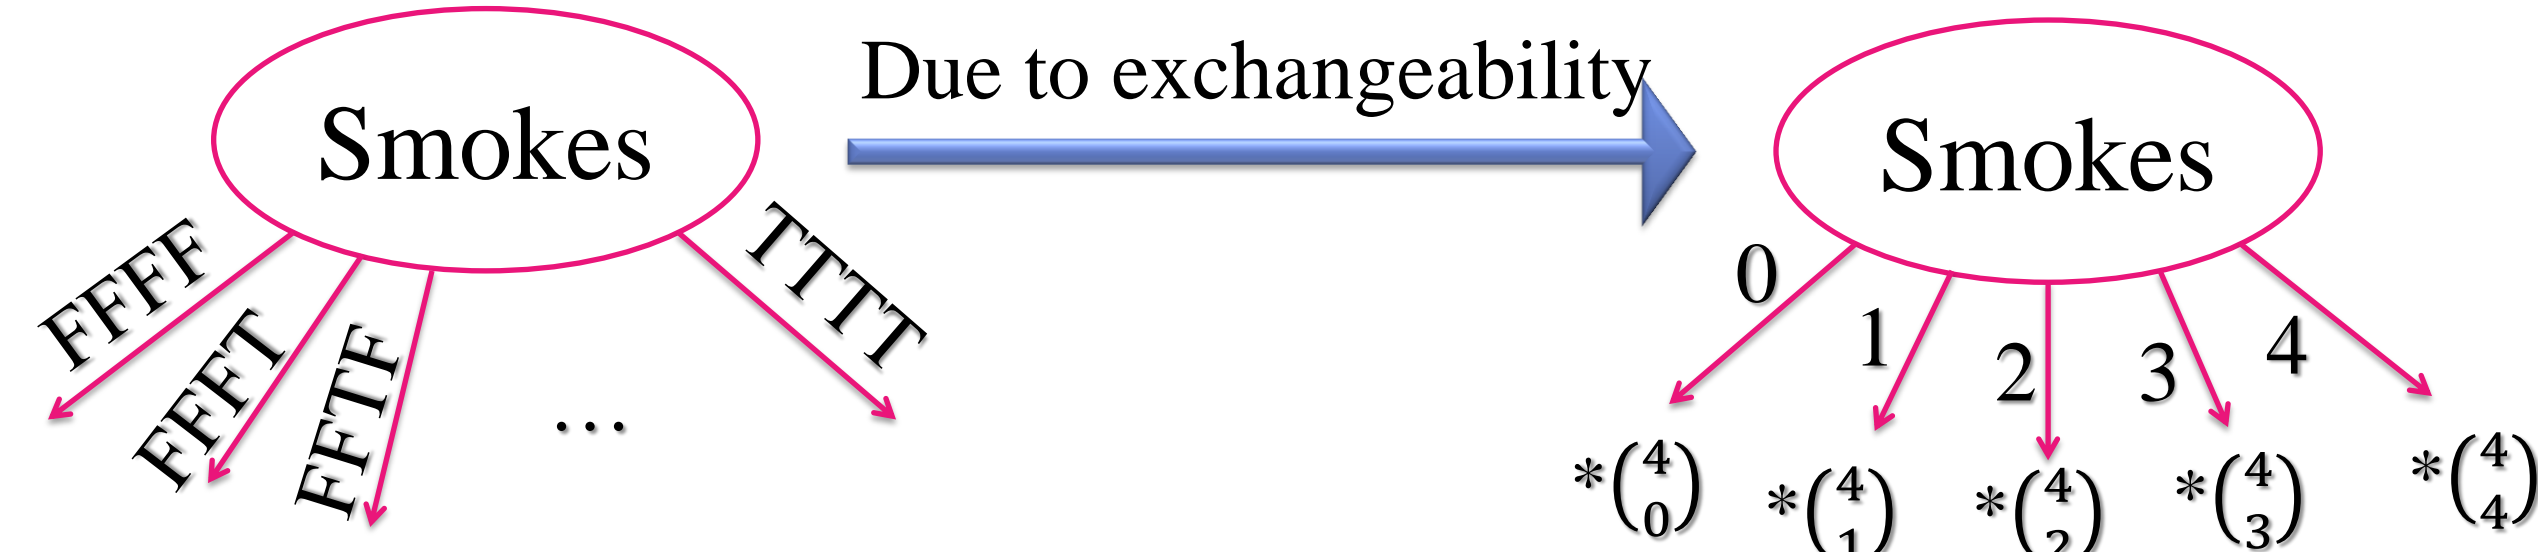 Smokes
FFFF
FFFT
FFTF
…
TTTT
Due to exchangeability
Smokes
0
1
2
3
4
*(4 0)
*(4 1)
*(4 2)
*(4 3)
*(4 4)